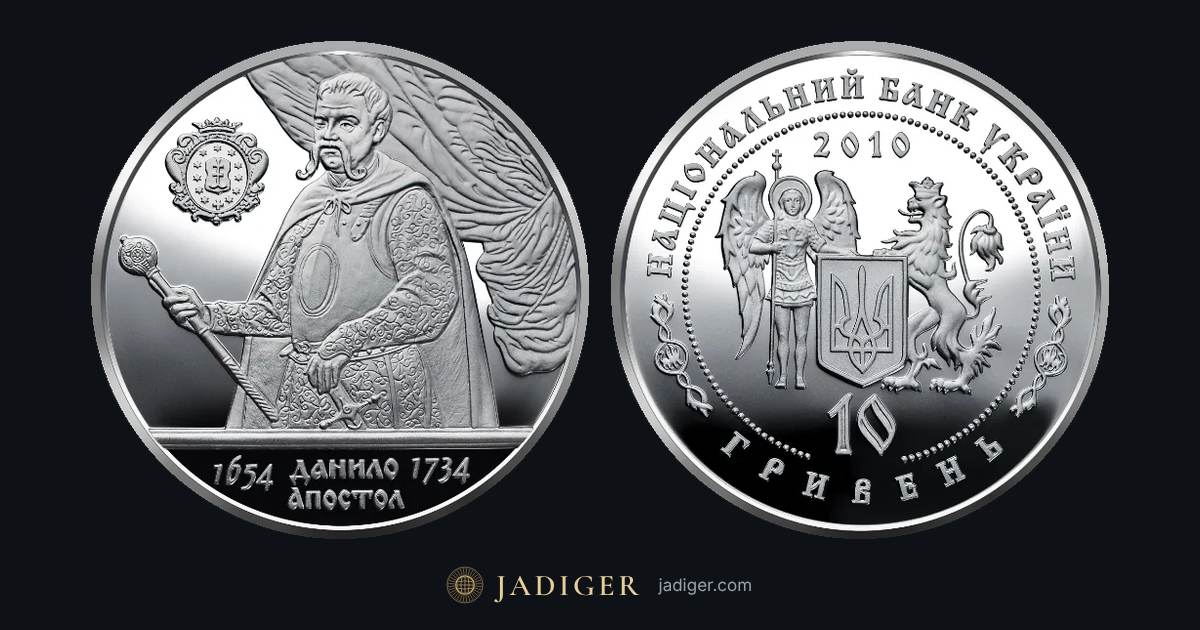 1654 ДАНИЛО 1734
АПОСТОЛ
НАЦІОНАЛЬНИЙ БАНК УКРАЇНИ
2010
10
ГРИВЕНЬ
JADIGER jadiger.com